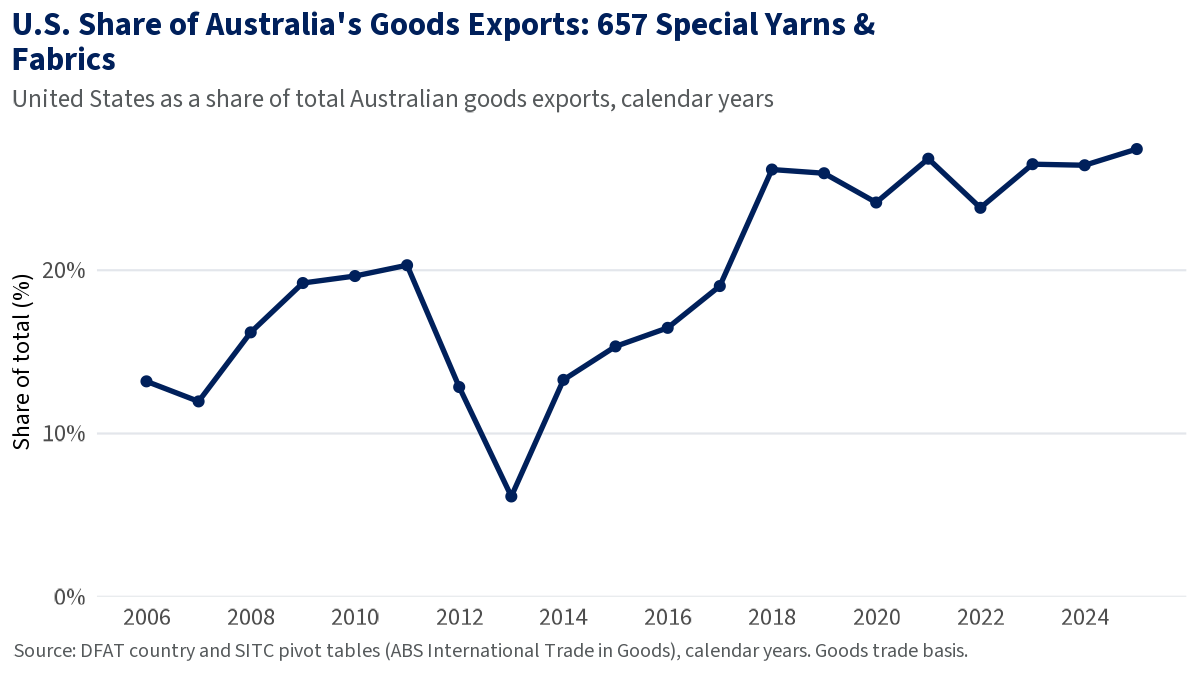 U.S. Share of Australia's Goods Exports: 657 Special Yarns &
Fabrics
United States as a share of total Australian goods exports, calendar years
Share of total (%)
20%
10%
0%
2006 2008 2010 2012 2014 2016 2018 2020 2022 2024
Source: DFAT country and SITC pivot tables (ABS International Trade in Goods), calendar years. Goods trade basis.